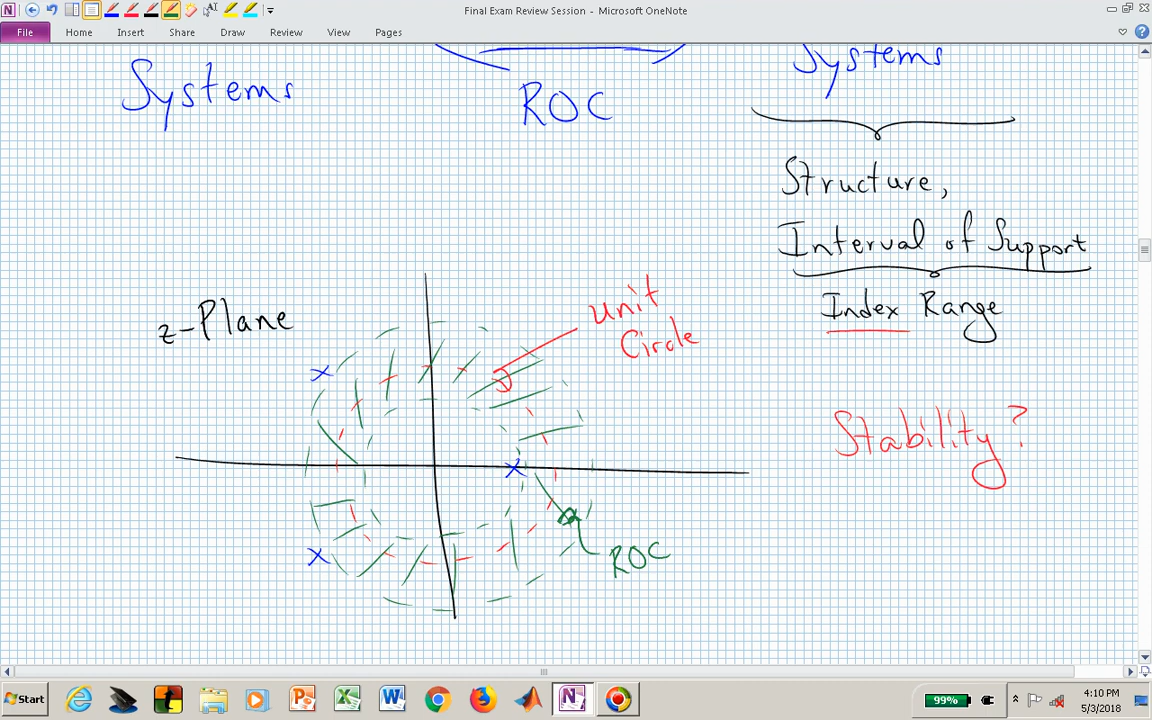 Final Exam Review Session - Microsoft OneNote
File Home Insert Share Draw Review View Pages
Systems
ROC
Systems
Structure,
Interval of Support
Index Range
z-Plane
unit
Circle
Stability?
ROC
Start
99%
4:10 PM
5/3/2018